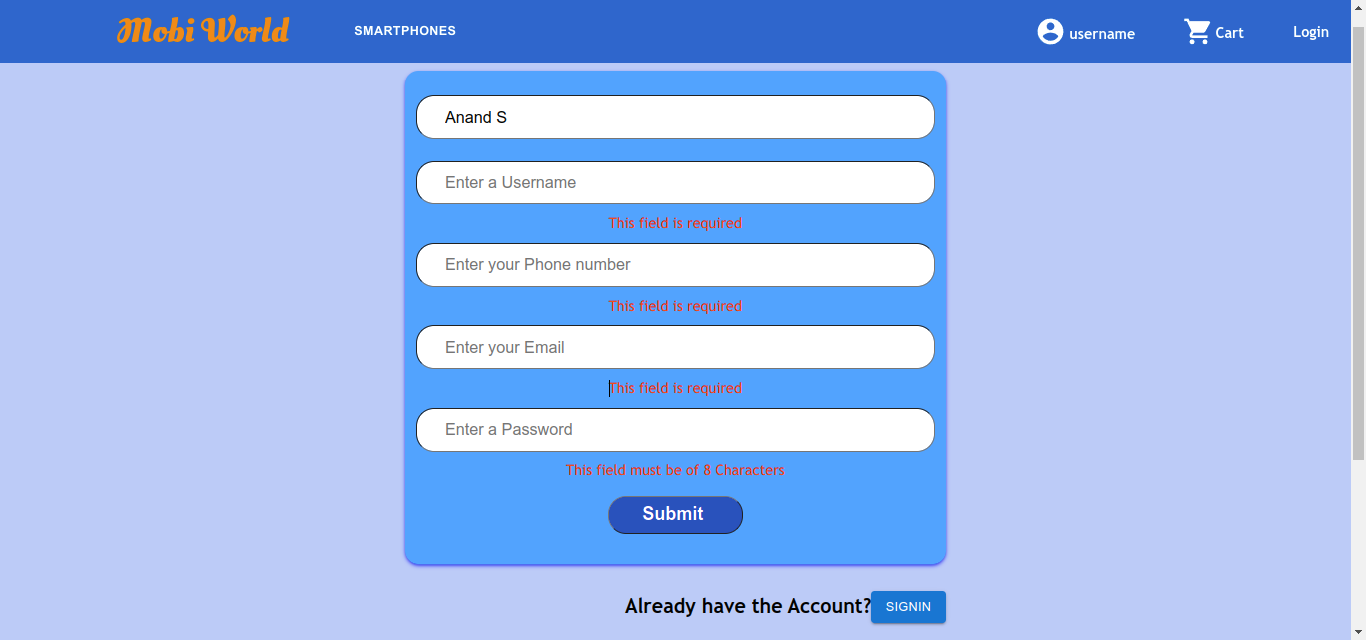 Mobi World SMARTPHONES username Cart Login
Anand S
Enter a Username
This field is required
Enter your Phone number
This field is required
Enter your Email
This field is required
Enter a Password
This field must be of 8 Characters
Submit
Already have the Account? SIGNIN